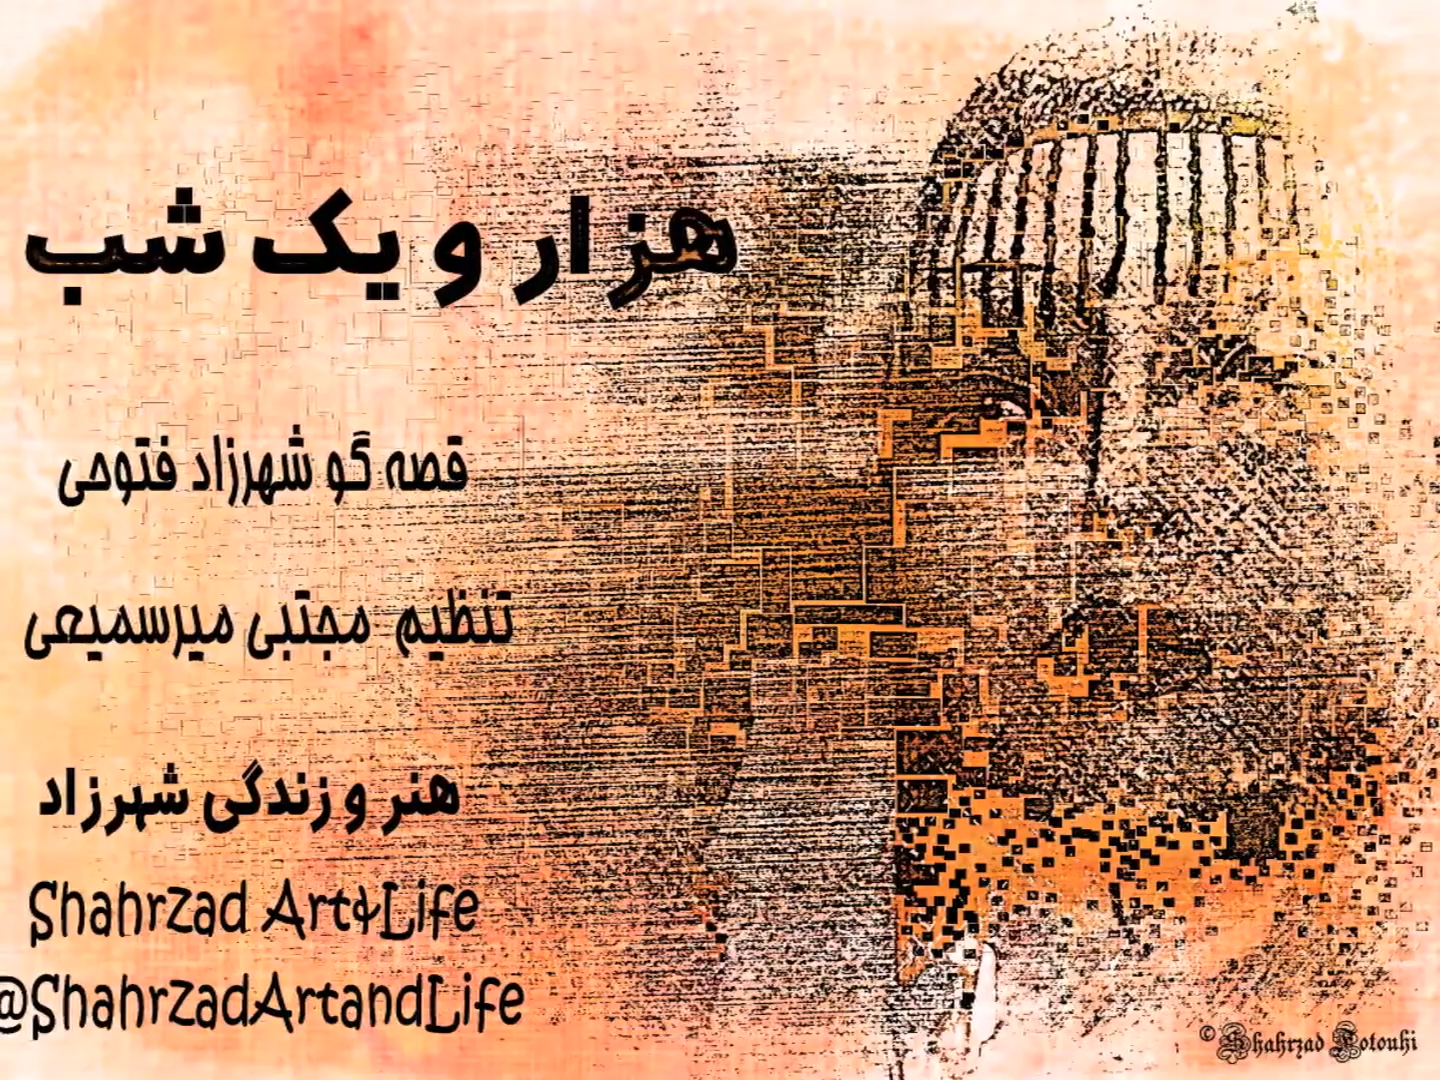 هزار و یک شب
قصه گو شهرزاد فتوحی
تنظیم مجتبی میرسمیعی
هنر و زندگی شهرزاد
Shahrzad Art&Life
@ShahrzadArtandLife
© Shahrzad Fotouhi